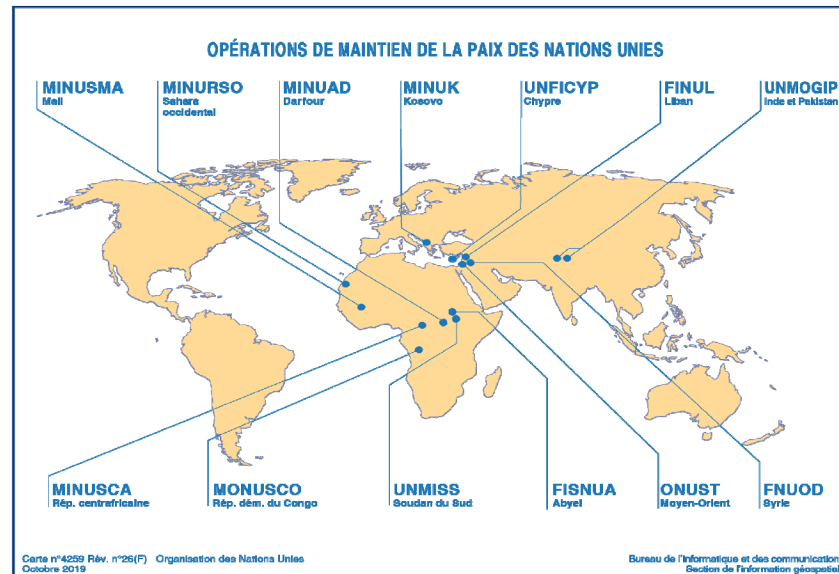 OPÉRATIONS DE MAINTIEN DE LA PAIX DES NATIONS UNIES
MINUSMA
Mali
MINURSO
Sahara
occidental
MINUAD
Darfour
MINUK
Kosovo
UNFICYP
Chypre
FINUL
Liban
UNMOGIP
Inde et Pakistan
MINUSCA
Rép. centrafricaine
MONUSCO
Rép. dém. du Congo
UNMISS
Soudan du Sud
FISNUA
Abyei
ONUST
Moyen-Orient
FNUOD
Syrie
Carte n°4259 Rév. n°26(F) Organisation des Nations Unies
Octobre 2019
Bureau de l'informatique et des communication
Section de l'information géospatial